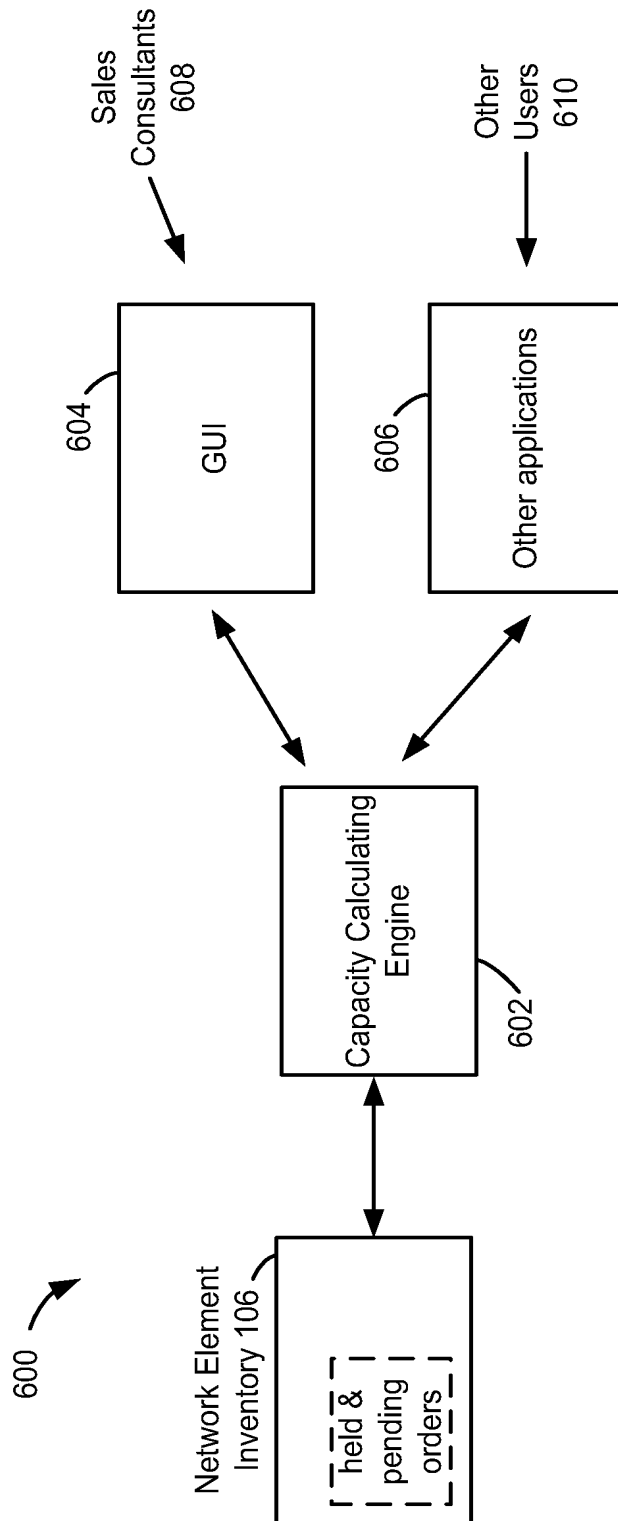 600
Network Element
Inventory 106
held &
pending
orders
Capacity Calculating
Engine
602
604
GUI
606
Other applications
Sales
Consultants
608
Other
Users
610